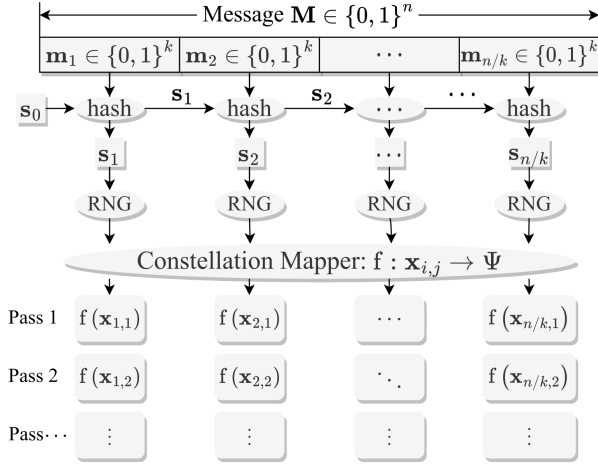 Message M ∈ {0, 1}^n
m_1 ∈ {0, 1}^k m_2 ∈ {0, 1}^k ⋯ m_{n/k} ∈ {0, 1}^k
s_0 hash s_1 hash s_2 ⋯ ⋯ hash
s_1 s_2 ⋯ s_{n/k}
RNG RNG RNG RNG
Constellation Mapper: f : x_{i,j} → Ψ
Pass 1 f (x_{1,1}) f (x_{2,1}) ⋯ f (x_{n/k,1})
Pass 2 f (x_{1,2}) f (x_{2,2}) ⋱ f (x_{n/k,2})
Pass⋯ ⋮ ⋮ ⋮ ⋮